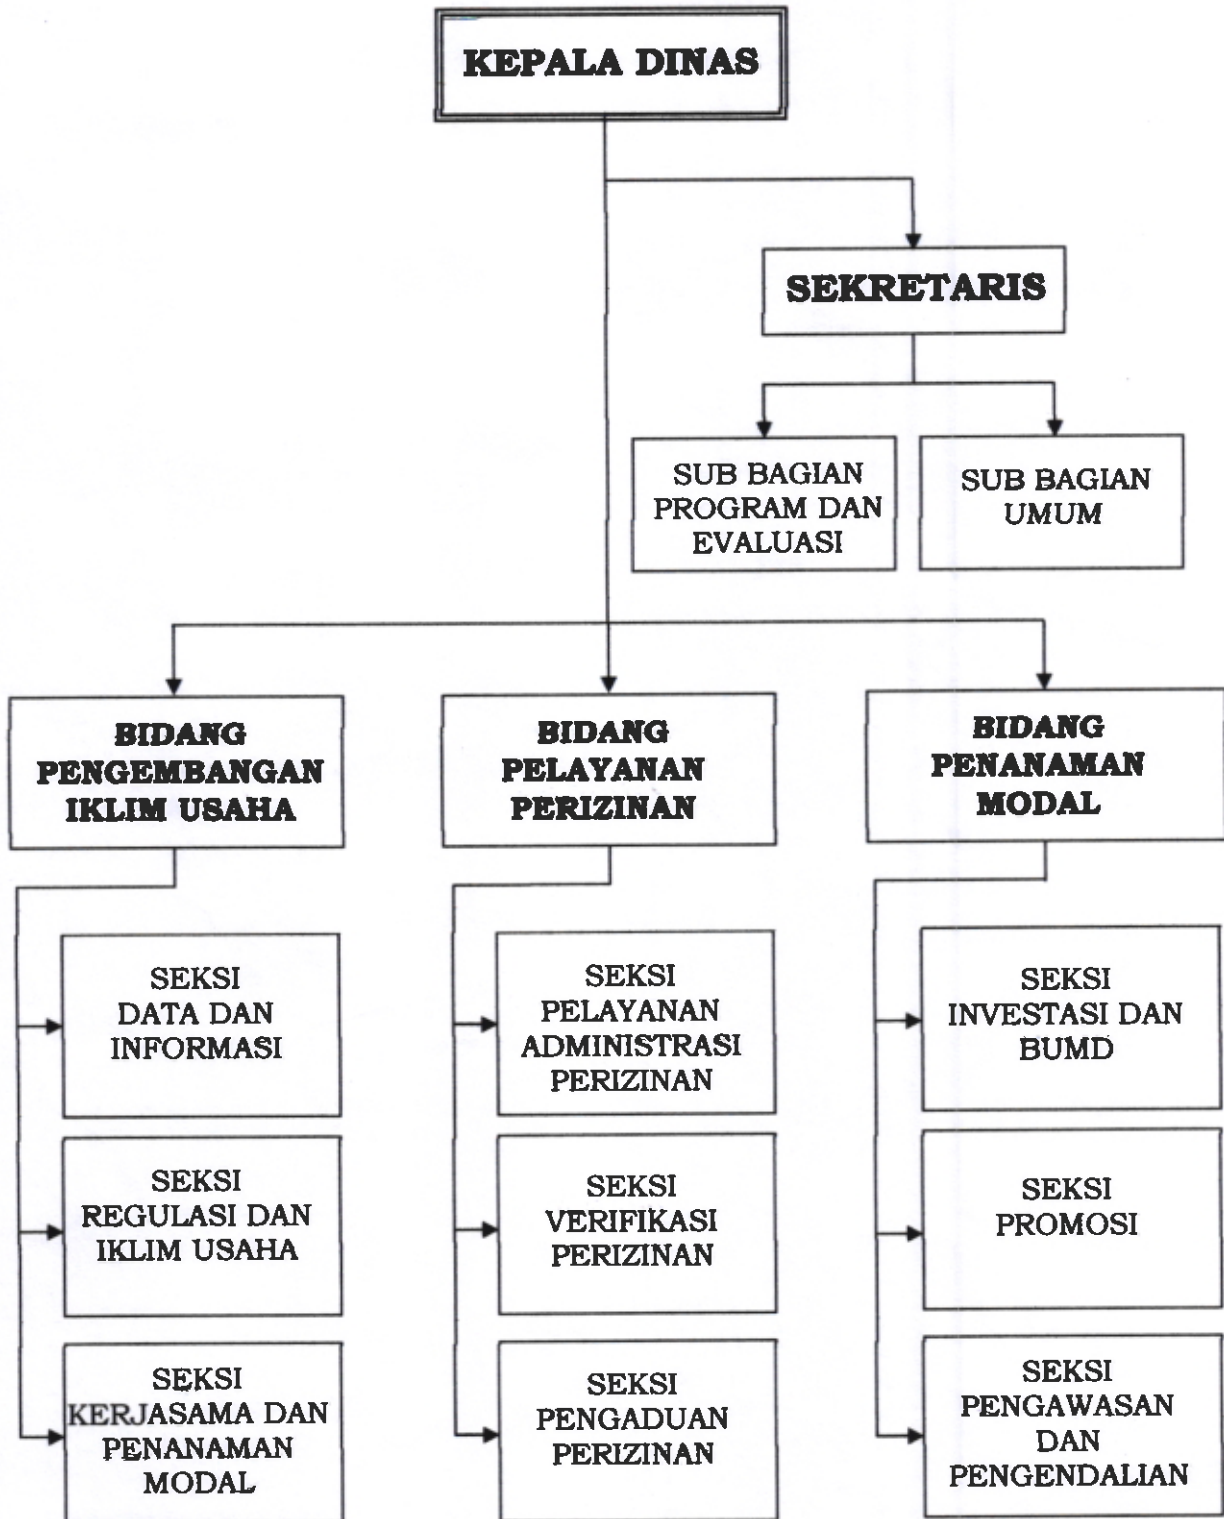 KEPALA DINAS
SEKRETARIS
SUB BAGIAN
PROGRAM DAN
EVALUASI
SUB BAGIAN
UMUM
BIDANG
PENGEMBANGAN
IKLIM USAHA
BIDANG
PELAYANAN
PERIZINAN
BIDANG
PENANAMAN
MODAL
SEKSI
DATA DAN
INFORMASI
SEKSI
PELAYANAN
ADMINISTRASI
PERIZINAN
SEKSI
INVESTASI DAN
BUMD
SEKSI
REGULASI DAN
IKLIM USAHA
SEKSI
VERIFIKASI
PERIZINAN
SEKSI
PROMOSI
SEKSI
KERJASAMA DAN
PENANAMAN
MODAL
SEKSI
PENGADUAN
PERIZINAN
SEKSI
PENGAWASAN
DAN
PENGENDALIAN